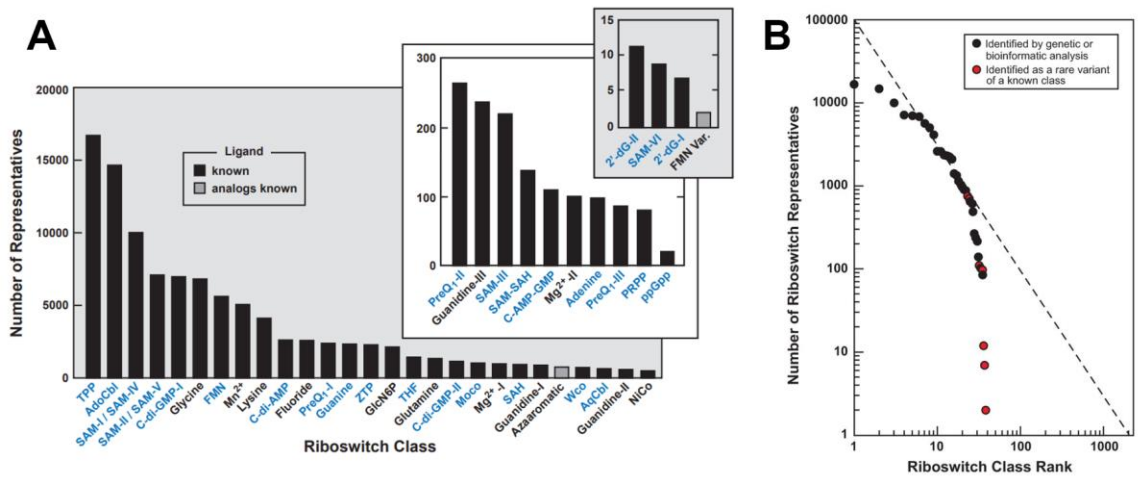 A
Number of Representatives
20000
15000
10000
5000
0
Ligand
known
analogs known
TPP
AdoCbl
SAM-I / SAM-IV
SAM-II / SAM-V
C-di-GMP-I
Glycine
FMN
Mn²⁺
Lysine
C-di-AMP
Fluoride
PreQ₁-I
Guanine
ZTP
GlcN6P
THF
Glutamine
C-di-GMP-II
Moco
Mg²⁺-I
SAH
Guanidine-I
Azaaromatic
Wco
AqCbl
Guanidine-II
NiCo
Riboswitch Class
300
200
100
0
PreQ₁-II
Guanidine-III
SAM-III
SAM-SAH
C-AMP-GMP
Mg²⁺-II
Adenine
PreQ₁-III
PRPP
ppGpp
15
10
5
0
2'-dG-II
SAM-VI
2'-dG-I
FMN Var.
B
Number of Riboswitch Representatives
100000
10000
1000
100
10
1
Identified by genetic or
bioinformatic analysis
Identified as a rare variant
of a known class
1
10
100
1000
Riboswitch Class Rank